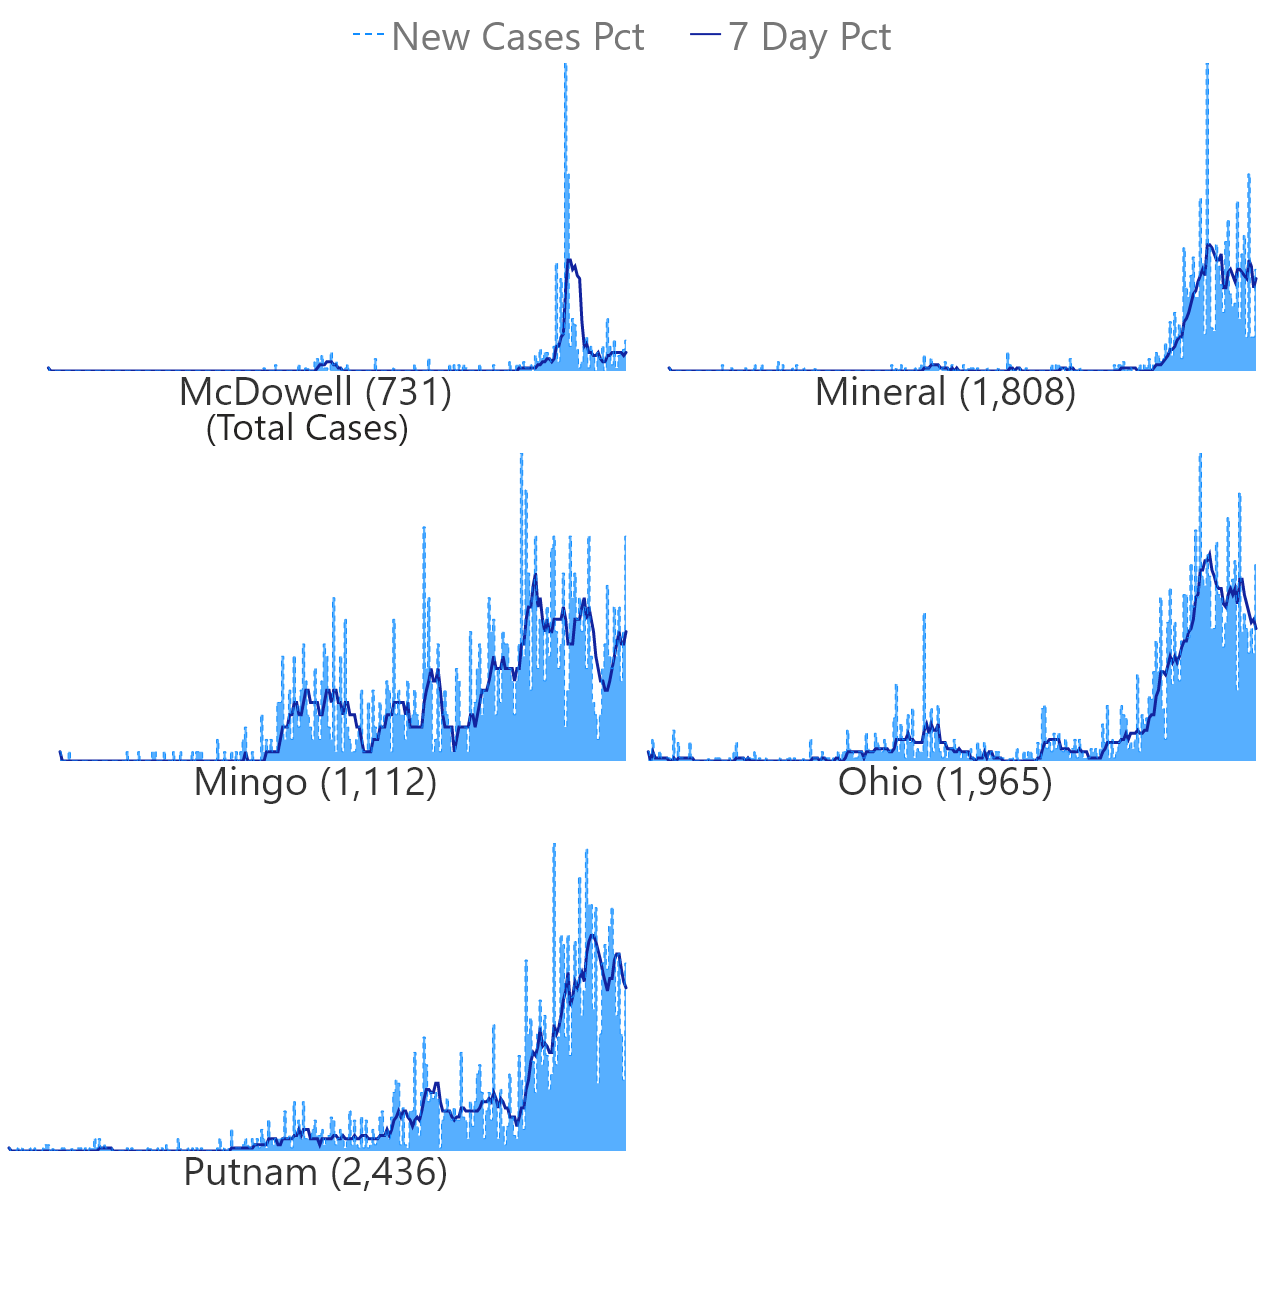 New Cases Pct 7 Day Pct
McDowell (731)
(Total Cases)
Mineral (1,808)
Mingo (1,112)
Ohio (1,965)
Putnam (2,436)